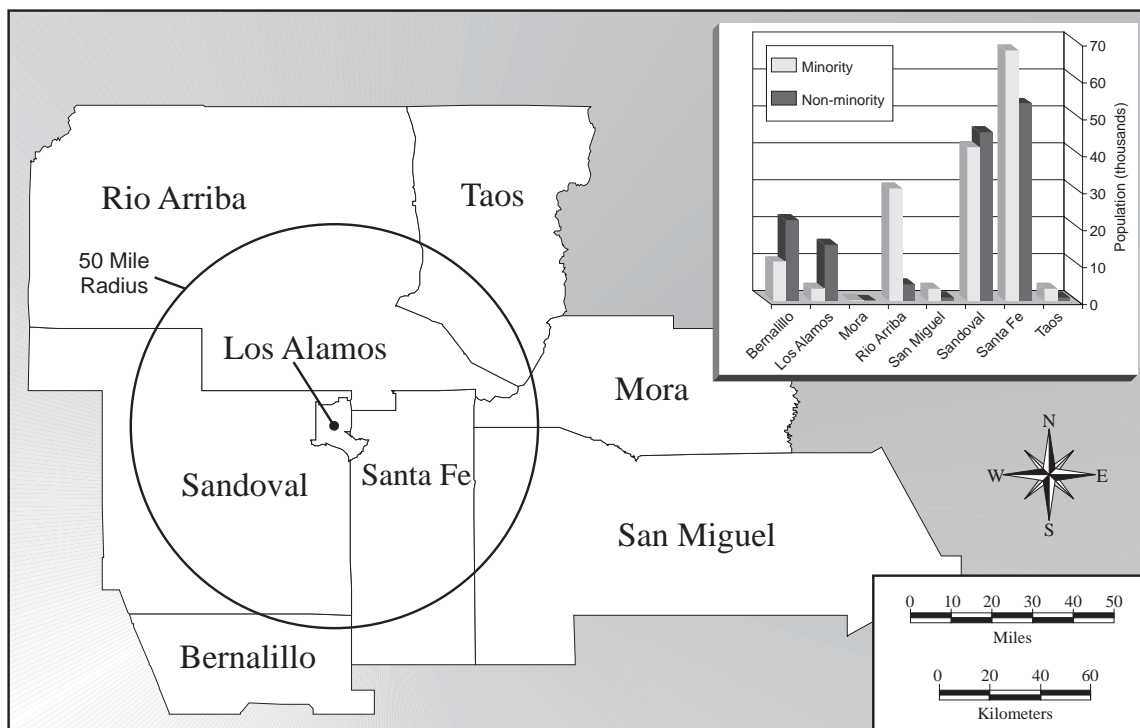 Rio Arriba
Taos
50 Mile
Radius
Los Alamos
Mora
Sandoval
Santa Fe
San Miguel
Bernalillo
Minority
Non-minority
70
60
50
40
30
20
10
0
Population (thousands)
Bernalillo
Los Alamos
Mora
Rio Arriba
San Miguel
Sandoval
Santa Fe
Taos
N
W E
S
0 10 20 30 40 50
Miles
0 20 40 60
Kilometers